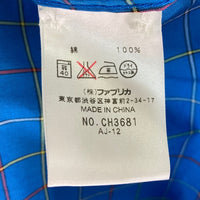 綿 100%
40
(株)ファブリカ
東京都渋谷区神宮前2-34-17
MADE IN CHINA
NO.CH3681
AJ-12